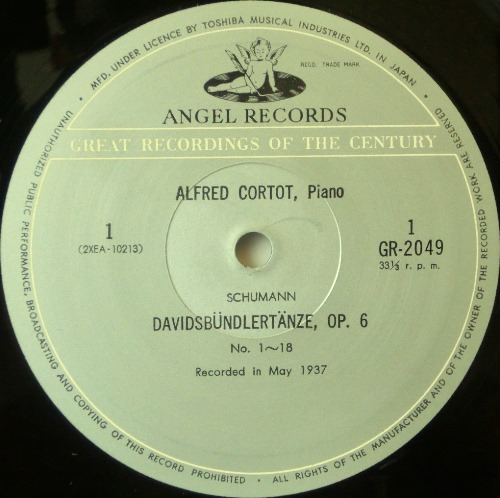 MFD. UNDER LICENCE BY TOSHIBA MUSICAL INDUSTRIES LTD. IN JAPAN •
REGD. TRADE MARK
ANGEL RECORDS
GREAT RECORDINGS OF THE CENTURY
ALFRED CORTOT, Piano
1
(2XEA-10213)
1
GR-2049
33⅓ r. p. m.
SCHUMANN
DAVIDSBÜNDLERTÄNZE, OP. 6
No. 1~18
Recorded in May 1937
UNAUTHORIZED PUBLIC PERFORMANCE, BROADCASTING AND COPYING OF THIS RECORD PROHIBITED • ALL RIGHTS OF THE MANUFACTURER AND OF THE OWNER OF THE RECORDED WORK ARE RESERVED •